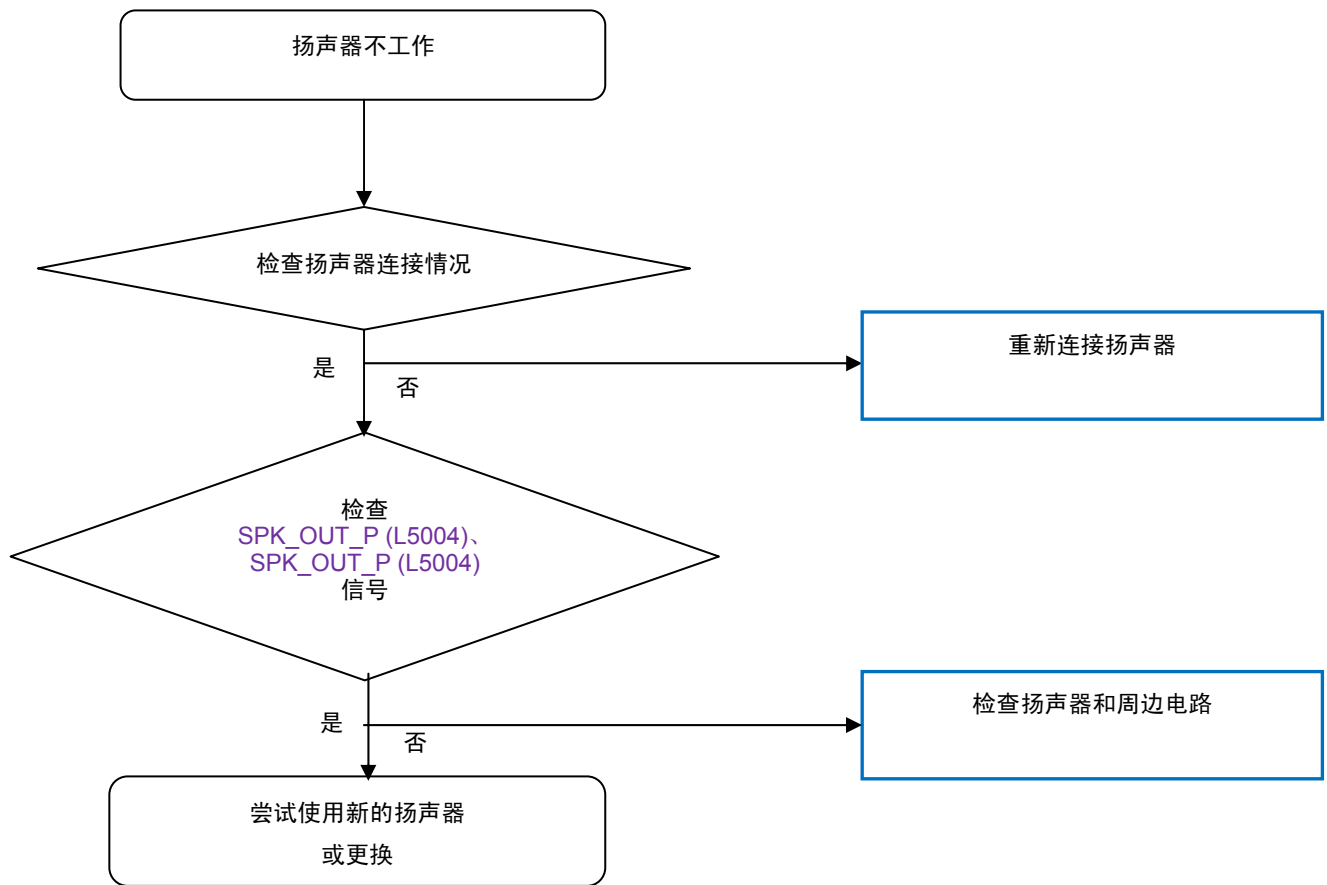 扬声器不工作
检查扬声器连接情况
是
否
重新连接扬声器
检查
SPK_OUT_P (L5004)、
SPK_OUT_P (L5004)
信号
是
否
检查扬声器和周边电路
尝试使用新的扬声器
或更换